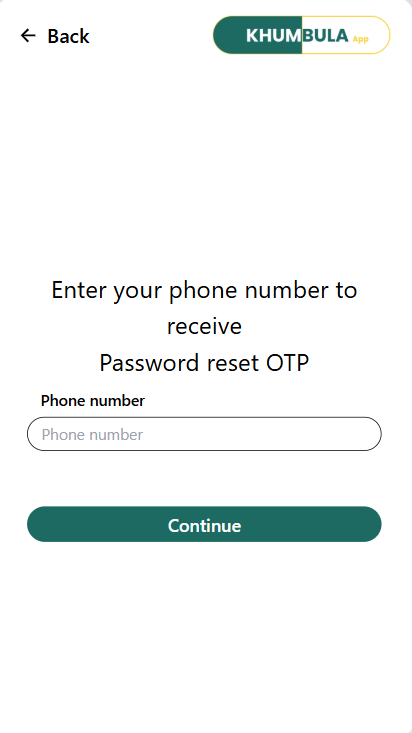 Back
KHUMBULA App
Enter your phone number to
receive
Password reset OTP
Phone number
Phone number
Continue